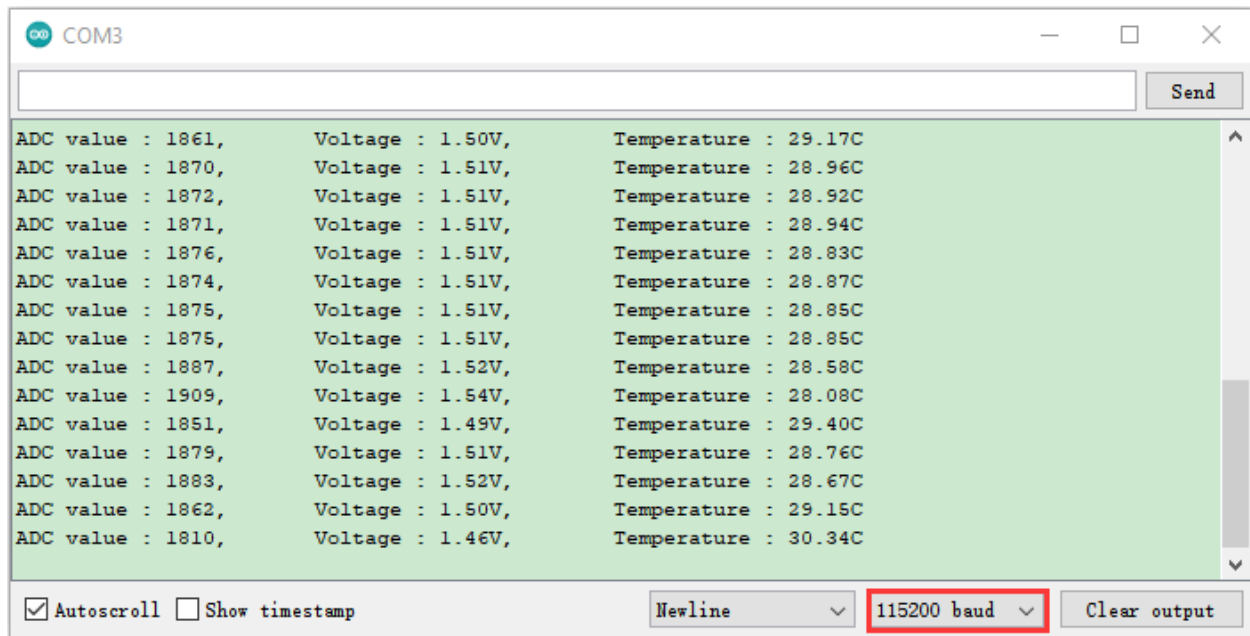 COM3
Send
ADC value : 1861, Voltage : 1.50V, Temperature : 29.17C
ADC value : 1870, Voltage : 1.51V, Temperature : 28.96C
ADC value : 1872, Voltage : 1.51V, Temperature : 28.92C
ADC value : 1871, Voltage : 1.51V, Temperature : 28.94C
ADC value : 1876, Voltage : 1.51V, Temperature : 28.83C
ADC value : 1874, Voltage : 1.51V, Temperature : 28.87C
ADC value : 1875, Voltage : 1.51V, Temperature : 28.85C
ADC value : 1875, Voltage : 1.51V, Temperature : 28.85C
ADC value : 1887, Voltage : 1.52V, Temperature : 28.58C
ADC value : 1909, Voltage : 1.54V, Temperature : 28.08C
ADC value : 1851, Voltage : 1.49V, Temperature : 29.40C
ADC value : 1879, Voltage : 1.51V, Temperature : 28.76C
ADC value : 1883, Voltage : 1.52V, Temperature : 28.67C
ADC value : 1862, Voltage : 1.50V, Temperature : 29.15C
ADC value : 1810, Voltage : 1.46V, Temperature : 30.34C
Autoscroll Show timestamp Newline 115200 baud Clear output